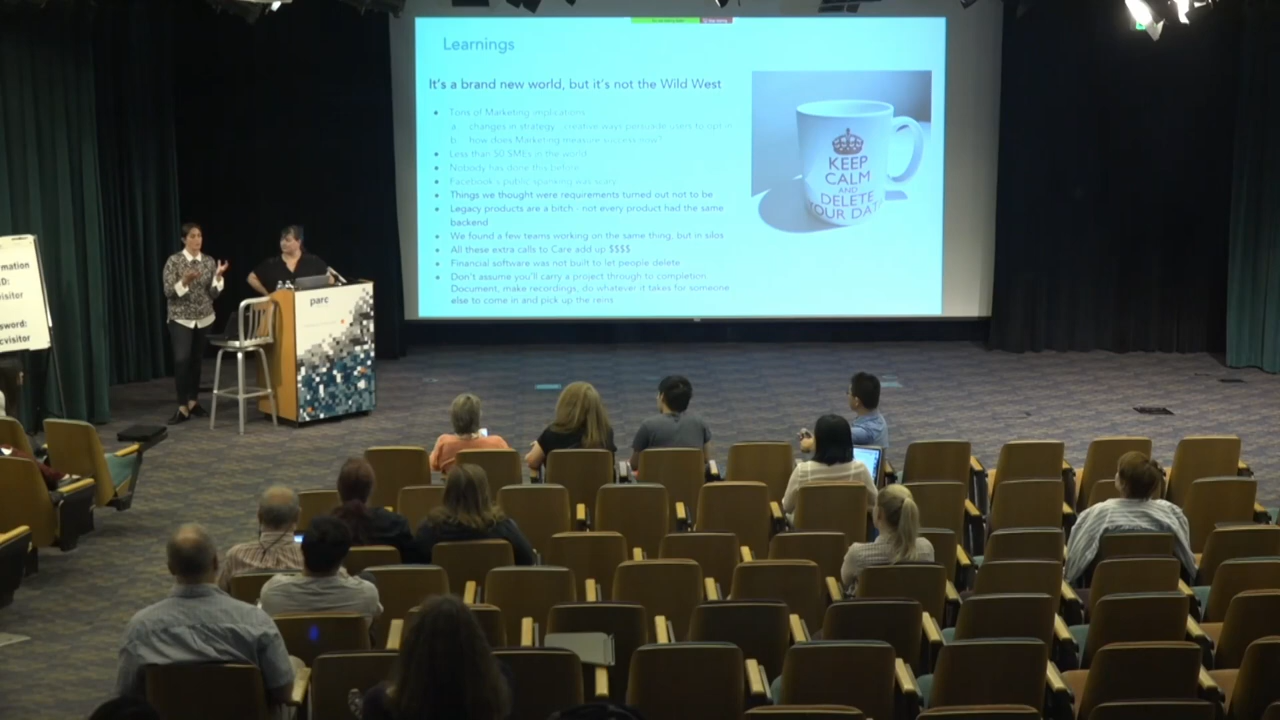 Learnings
It's a brand new world, but it's not the Wild West
• Tons of Marketing implications
a. changes in strategy - creative ways persuade users to opt in
b. how does Marketing measure success now?
• Less than 50 SMEs in the world
• Nobody has done this before
• Facebook's public spanking was scary
• Things we thought were requirements turned out not to be
• Legacy products are a bitch - not every product had the same
backend
• We found a few teams working on the same thing, but in silos
• All these extra calls to Care add up $$$$
• Financial software was not built to let people delete
• Don't assume you'll carry a project through to completion.
Document, make recordings, do whatever it takes for someone
else to come in and pick up the reins
KEEP
CALM
AND
DELETE
YOUR DATA
parc
rmation
D:
visitor
sword:
cvisitor